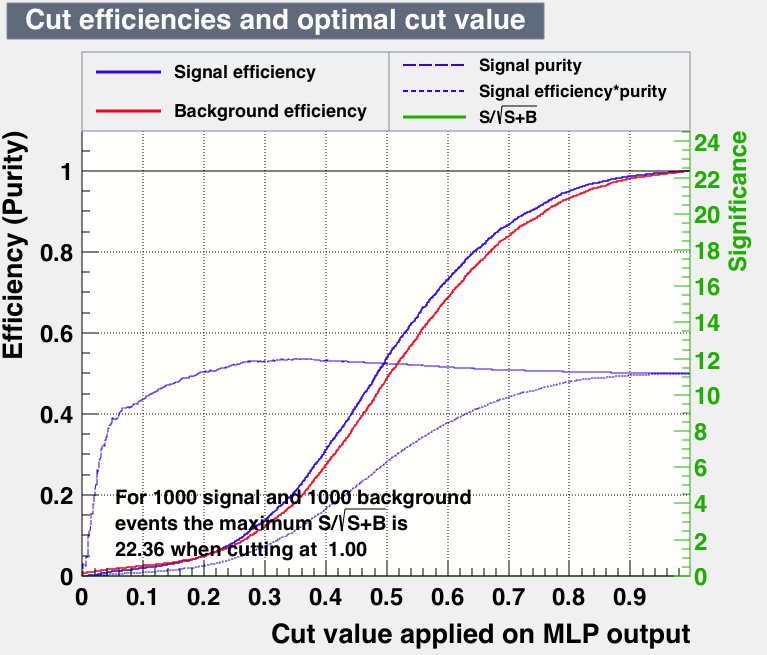 Cut efficiencies and optimal cut value
Signal efficiency
Background efficiency
Signal purity
Signal efficiency*purity
S/√S+B
Efficiency (Purity)
1
0.8
0.6
0.4
0.2
0
24
22
20
18
16
14
12
10
8
6
4
2
0
Significance
For 1000 signal and 1000 background
events the maximum S/√S+B is
22.36 when cutting at 1.00
0 0.1 0.2 0.3 0.4 0.5 0.6 0.7 0.8 0.9
Cut value applied on MLP output